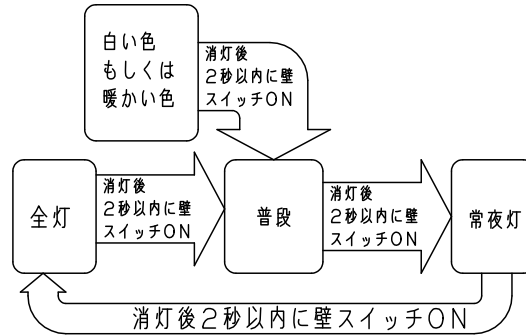 白い色
もしくは
暖かい色
消灯後
2秒以内に壁
スイッチON
全灯
消灯後
2秒以内に壁
スイッチON
普段
消灯後
2秒以内に壁
スイッチON
常夜灯
消灯後2秒以内に壁スイッチON